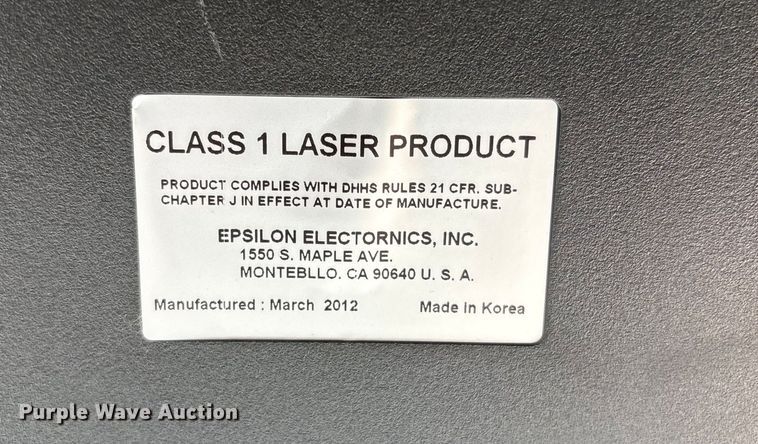 CLASS 1 LASER PRODUCT
PRODUCT COMPLIES WITH DHHS RULES 21 CFR. SUB-
CHAPTER J IN EFFECT AT DATE OF MANUFACTURE.
EPSILON ELECTORNICS, INC.
1550 S. MAPLE AVE.
MONTEBLLO. CA 90640 U. S. A.
Manufactured : March 2012 Made In Korea
Purple Wave Auction